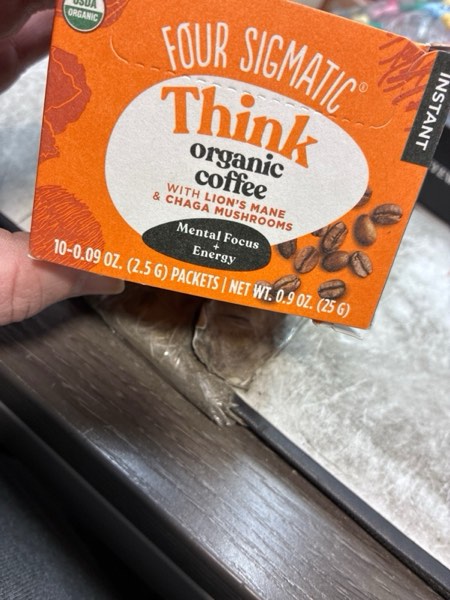 USDA
ORGANIC
FOUR SIGMATIC®
INSTANT
Think
organic
coffee
WITH LION'S MANE
& CHAGA MUSHROOMS
Mental Focus
+
Energy
10-0.09 OZ. (2.5 G) PACKETS | NET WT. 0.9 OZ. (25 G)